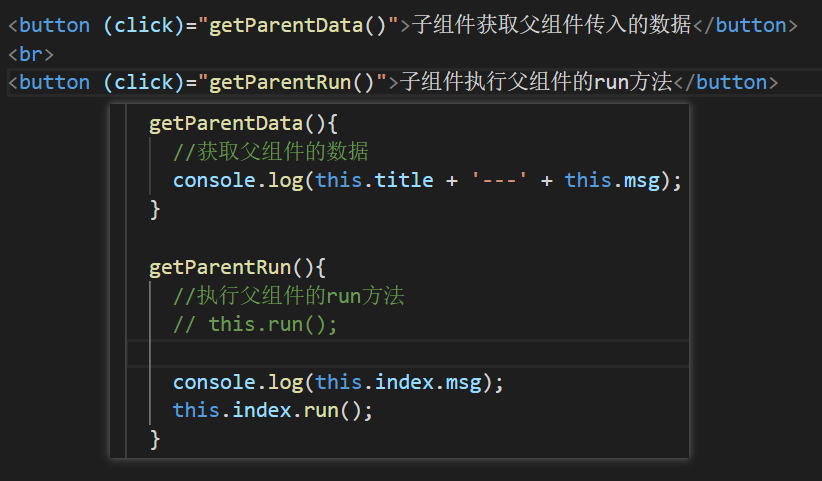 <button (click)="getParentData()">子组件获取父组件传入的数据</button>
<br>
<button (click)="getParentRun()">子组件执行父组件的run方法</button>
getParentData(){
//获取父组件的数据
console.log(this.title + '---' + this.msg);
}
getParentRun(){
//执行父组件的run方法
// this.run();
console.log(this.index.msg);
this.index.run();
}